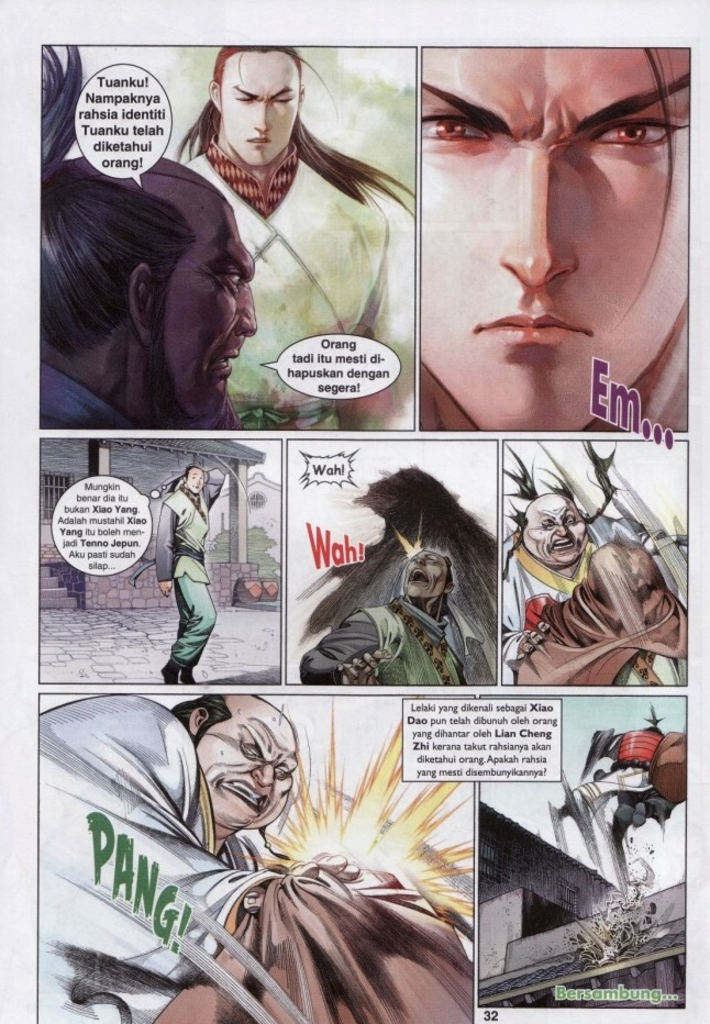 Tuanku!
Nampaknya
rahsia identiti
Tuanku telah
diketahui
orang!
Orang
tadi itu mesti di-
hapuskan dengan
segera!
Em...
Mungkin
benar dia itu
bukan Xiao Yang.
Adalah mustahil Xiao
Yang itu boleh men-
jadi Tenno Jepun.
Aku pasti sudah
silap...
Wah!
Wah!
Lelaki yang dikenali sebagai Xiao
Dao pun telah dibunuh oleh orang
yang dihantar oleh Lian Cheng
Zhi kerana takut rahsianya akan
diketahui orang. Apakah rahsia
yang mesti disembunyikannya?
PANG!
Bersambung...
32